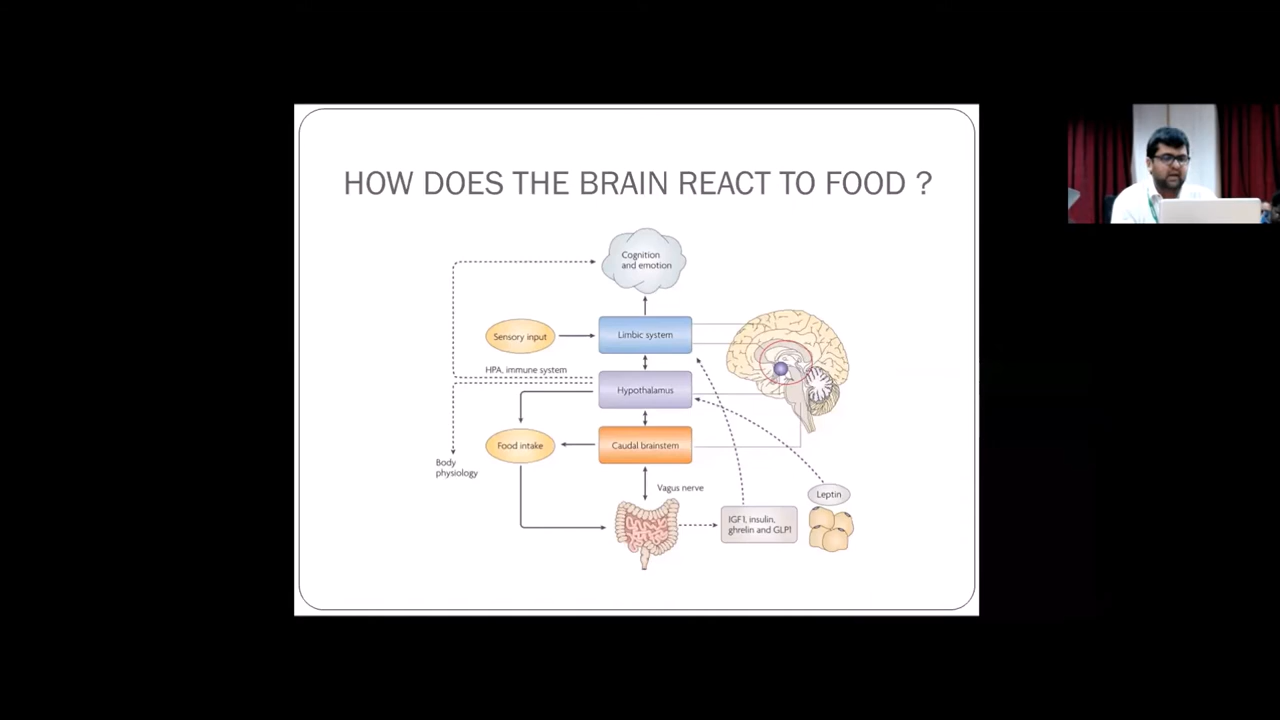 HOW DOES THE BRAIN REACT TO FOOD ?
Cognition
and emotion
Sensory input
Limbic system
HPA, immune system
Hypothalamus
Food intake
Caudal brainstem
Body
physiology
Vagus nerve
Leptin
IGF1, insulin,
ghrelin and GLP1